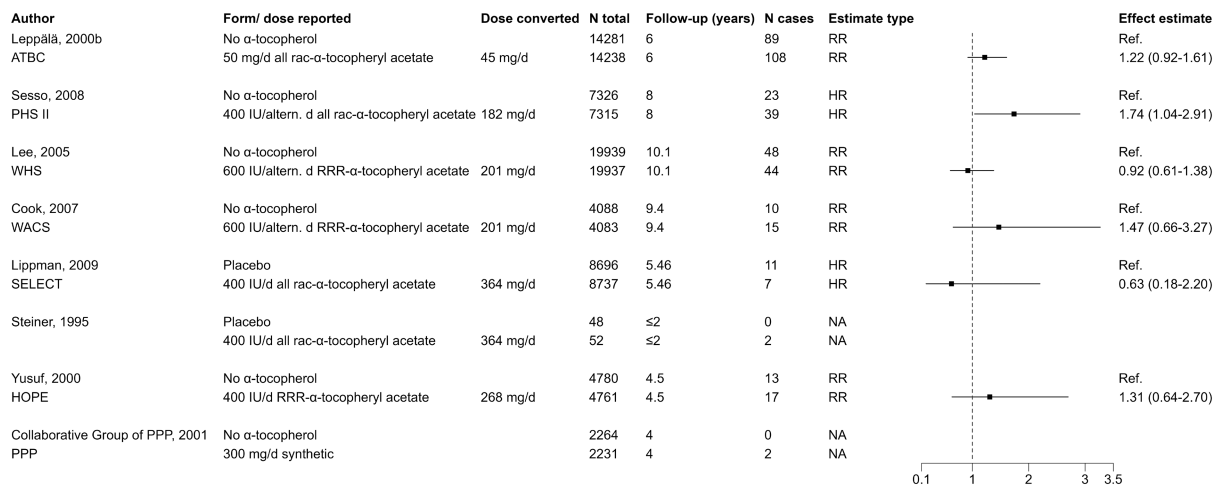 Author Form/ dose reported Dose converted N total Follow-up (years) N cases Estimate type Effect estimate
Leppälä, 2000b No α-tocopherol 14281 6 89 RR Ref.
ATBC 50 mg/d all rac-α-tocopheryl acetate 45 mg/d 14238 6 108 RR 1.22 (0.92-1.61)
Sesso, 2008 No α-tocopherol 7326 8 23 HR Ref.
PHS II 400 IU/altern. d all rac-α-tocopheryl acetate 182 mg/d 7315 8 39 HR 1.74 (1.04-2.91)
Lee, 2005 No α-tocopherol 19939 10.1 48 RR Ref.
WHS 600 IU/altern. d RRR-α-tocopheryl acetate 201 mg/d 19937 10.1 44 RR 0.92 (0.61-1.38)
Cook, 2007 No α-tocopherol 4088 9.4 10 RR Ref.
WACS 600 IU/altern. d RRR-α-tocopheryl acetate 201 mg/d 4083 9.4 15 RR 1.47 (0.66-3.27)
Lippman, 2009 Placebo 8696 5.46 11 HR Ref.
SELECT 400 IU/d all rac-α-tocopheryl acetate 364 mg/d 8737 5.46 7 HR 0.63 (0.18-2.20)
Steiner, 1995 Placebo 48 ≤2 0 NA
400 IU/d all rac-α-tocopheryl acetate 364 mg/d 52 ≤2 2 NA
Yusuf, 2000 No α-tocopherol 4780 4.5 13 RR Ref.
HOPE 400 IU/d RRR-α-tocopheryl acetate 268 mg/d 4761 4.5 17 RR 1.31 (0.64-2.70)
Collaborative Group of PPP, 2001 No α-tocopherol 2264 4 0 NA
PPP 300 mg/d synthetic 2231 4 2 NA
0.1 1 2 3 3.5